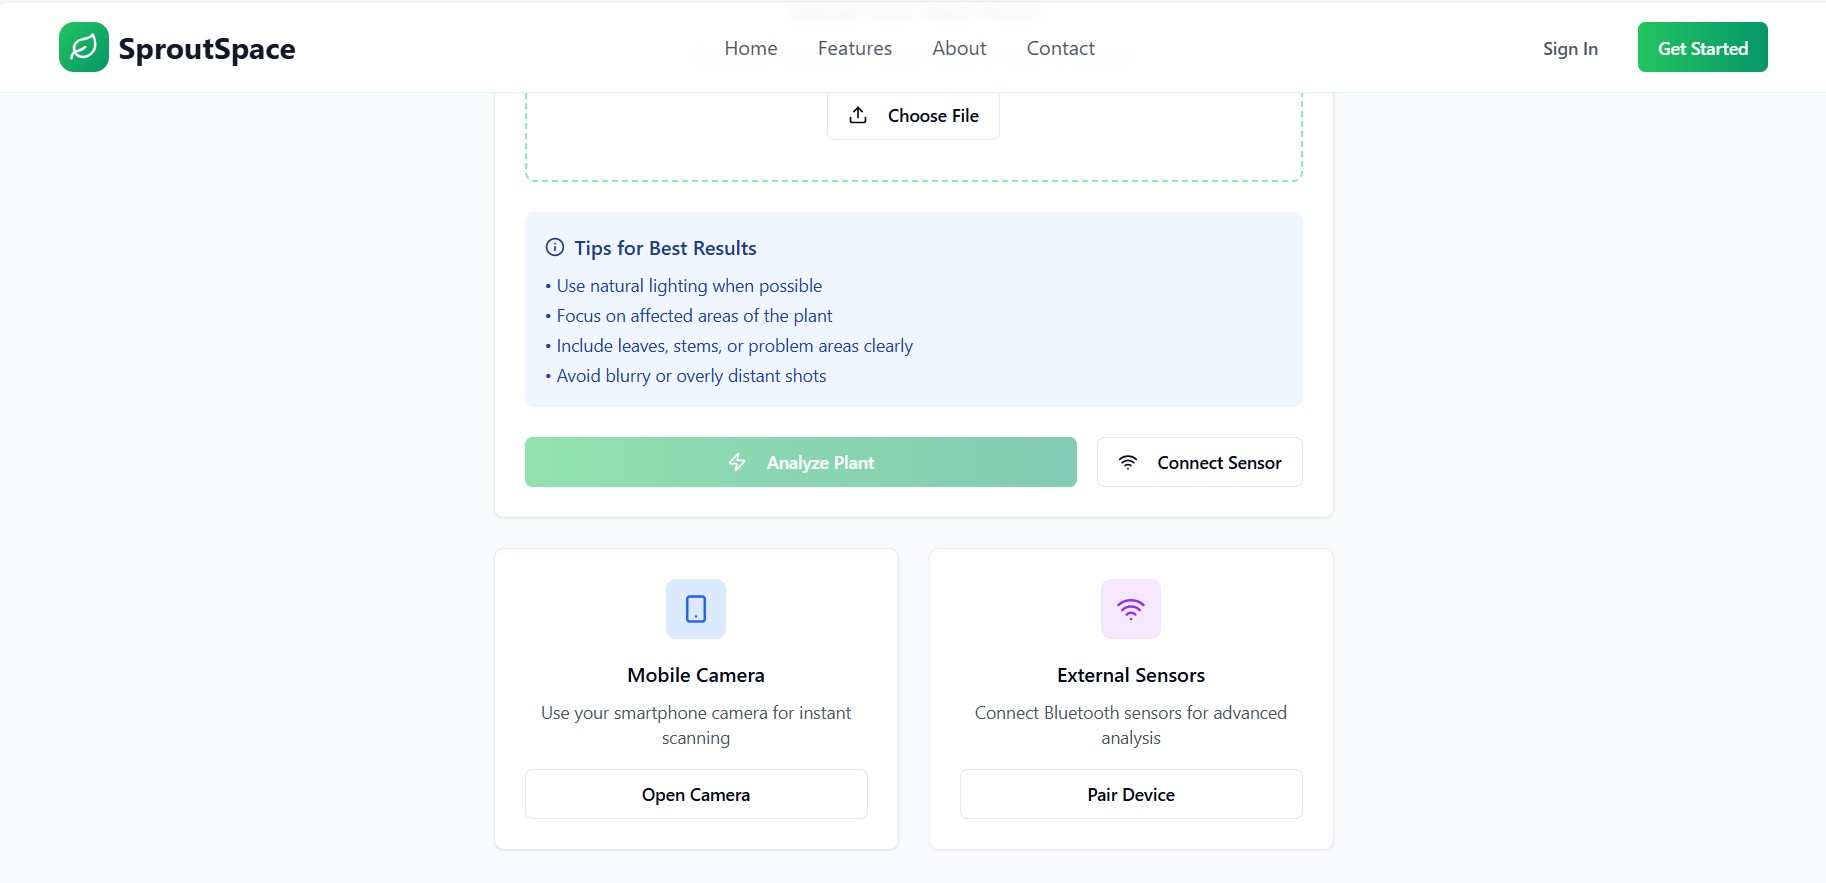 SproutSpace
Home
Features
About
Contact
Sign In
Get Started
Choose File
Tips for Best Results
• Use natural lighting when possible
• Focus on affected areas of the plant
• Include leaves, stems, or problem areas clearly
• Avoid blurry or overly distant shots
Analyze Plant
Connect Sensor
Mobile Camera
Use your smartphone camera for instant
scanning
Open Camera
External Sensors
Connect Bluetooth sensors for advanced
analysis
Pair Device